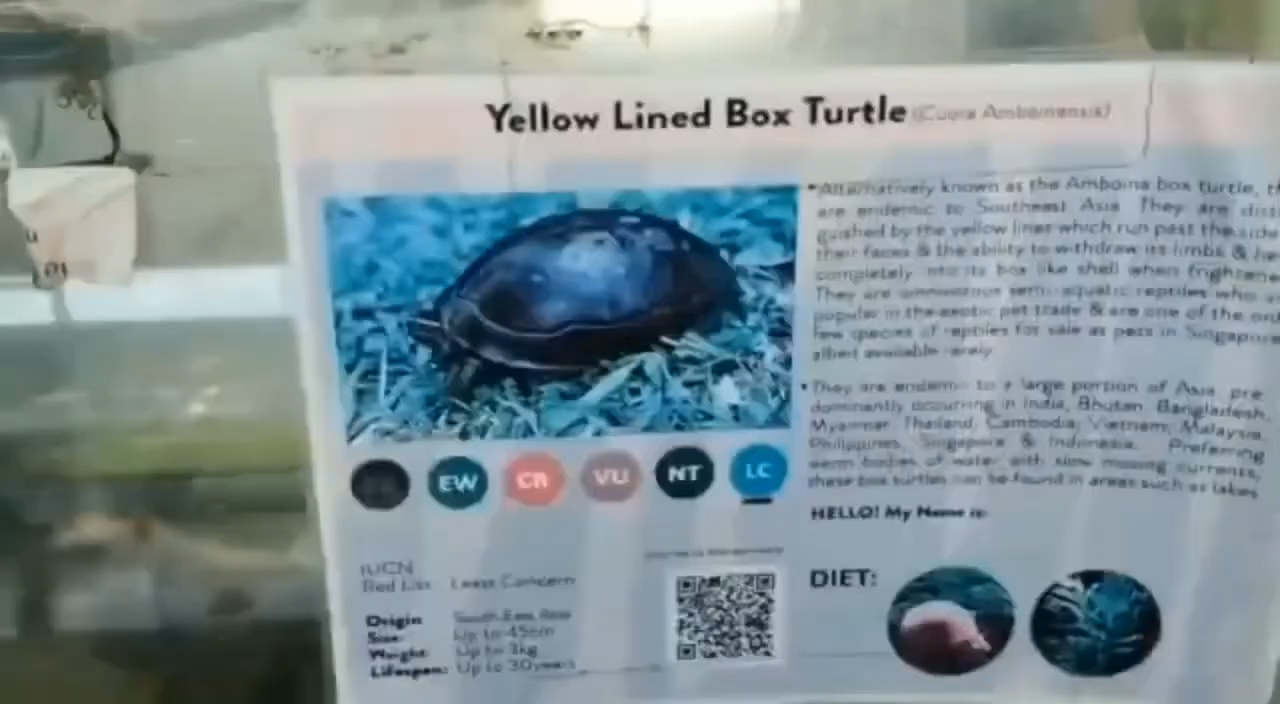 Yellow Lined Box Turtle (Cuora Amboinensis)
Alternatively known as the Amboina box turtle,
are endemic to Southeast Asia They are
guished by the yellow lines which run past the side
their faces & the ability to withdraw its limbs &
completely into its box like shell when
They are omnivorous semi-aquatic reptiles who
popular in the exotic pet trade & are one of the
few species of reptiles for sale as pets in Singapore
albeit available rarely
They are endemic to a large portion of Asia, pre
dominantly occurring in India, Bhutan, Bangladesh,
Myanmar, Thailand, Cambodia, Vietnam, Malaysia,
Philippines, Singapore & Indonesia. Preferring
warm bodies of water with slow moving currents,
these box turtles can be found in areas such as lakes
EW CR VU NT LC
HELLO! My Name is:
IUCN
Red List Least Concern
Origin South East Asia
Size: Up to 45cm
Weight: Up to 3kg
Lifespan: Up to 30years
DIET: